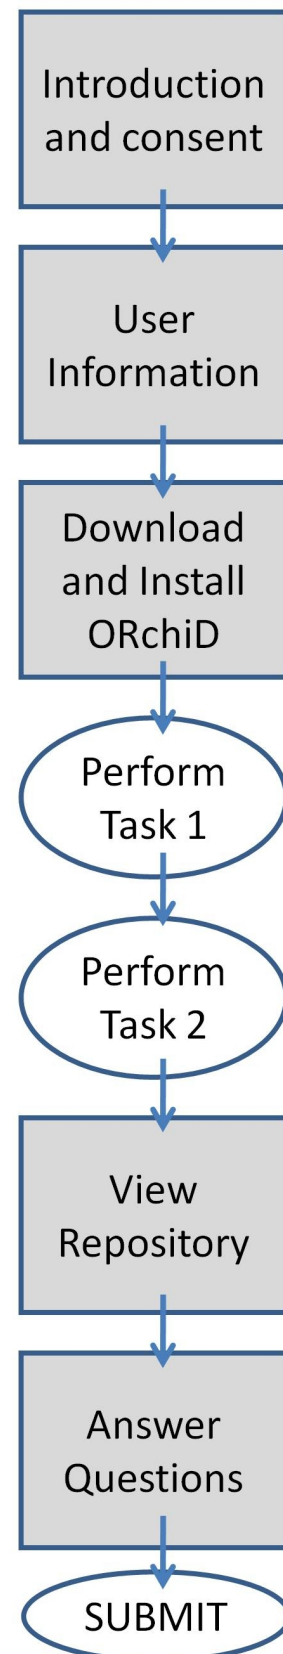 Introduction
and consent
User
Information
Download
and Install
ORchiD
Perform
Task 1
Perform
Task 2
View
Repository
Answer
Questions
SUBMIT